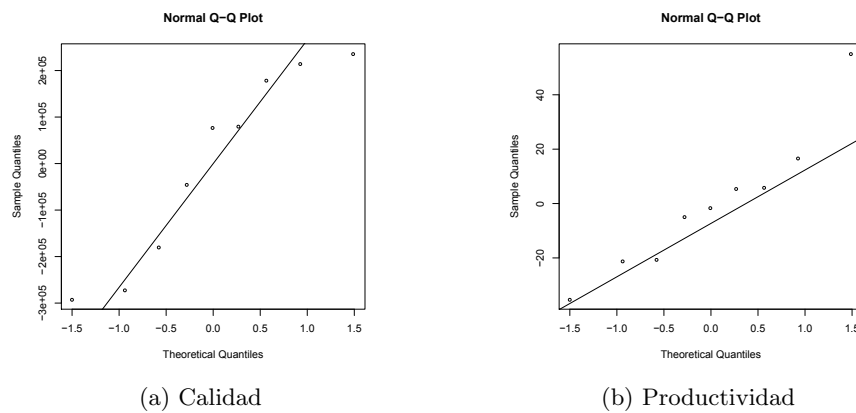 Normal Q−Q Plot
Sample Quantiles
−3e+05 −2e+05 −1e+05 0e+00 1e+05 2e+05
−1.5 −1.0 −0.5 0.0 0.5 1.0 1.5
Theoretical Quantiles
(a) Calidad
Normal Q−Q Plot
Sample Quantiles
−20 0 20 40
−1.5 −1.0 −0.5 0.0 0.5 1.0 1.5
Theoretical Quantiles
(b) Productividad